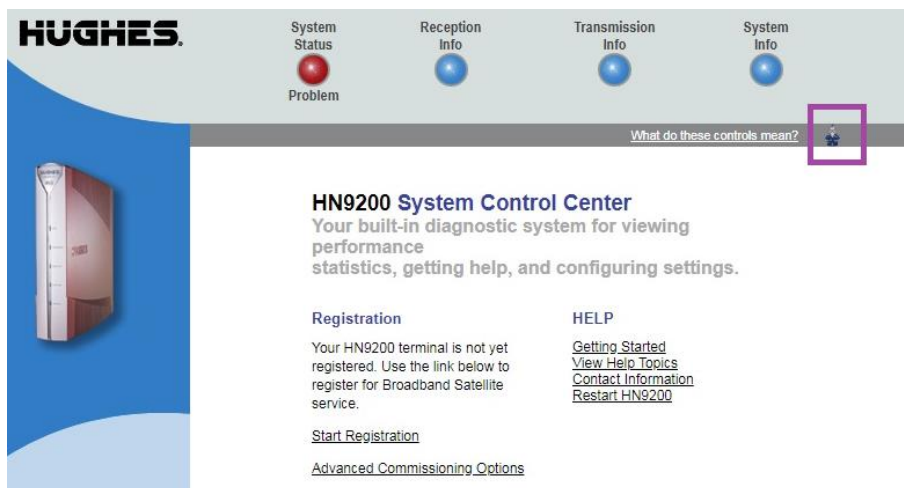 HUGHES.
System Status
Problem
Reception Info
Transmission Info
System Info
What do these controls mean?
HN9200 System Control Center
Your built-in diagnostic system for viewing
performance
statistics, getting help, and configuring settings.
Registration
Your HN9200 terminal is not yet
registered. Use the link below to
register for Broadband Satellite
service.
Start Registration
Advanced Commissioning Options
HELP
Getting Started
View Help Topics
Contact Information
Restart HN9200